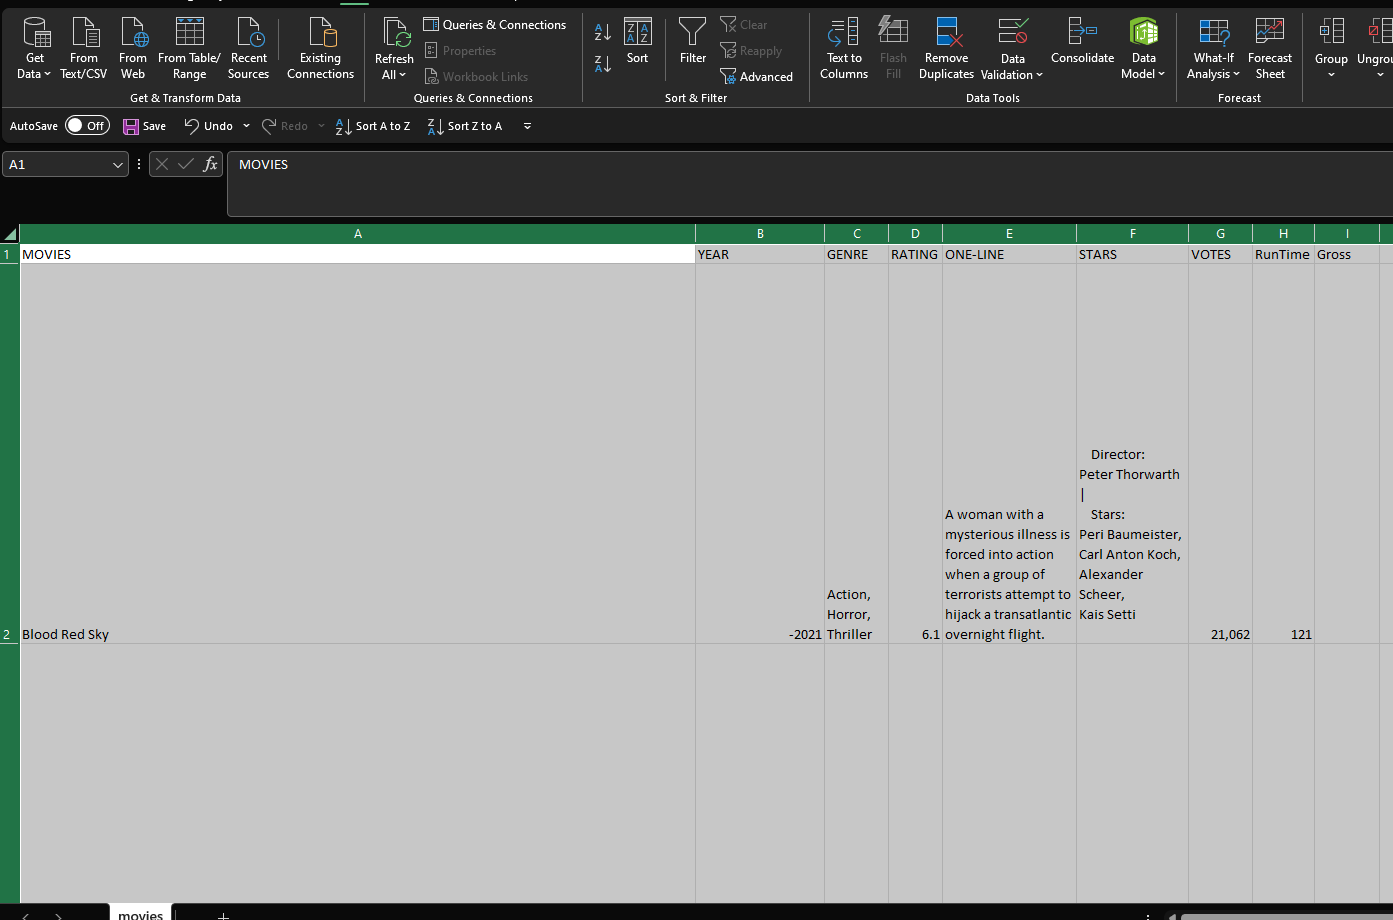 Get Data
From Text/CSV
From Web
From Table/ Range
Recent Sources
Existing Connections
Get & Transform Data
Refresh All
Queries & Connections
Properties
Workbook Links
Queries & Connections
Sort
Filter
Clear
Reapply
Advanced
Sort & Filter
Text to Columns
Flash Fill
Remove Duplicates
Data Validation
Consolidate
Data Model
Data Tools
What-If Analysis
Forecast Sheet
Forecast
Group
AutoSave Off Save Undo Redo Sort A to Z Sort Z to A
A1 fx MOVIES
A B C D E F G H I
1 MOVIES YEAR GENRE RATING ONE-LINE STARS VOTES RunTime Gross
Director:
Peter Thorwarth
|
Stars:
Peri Baumeister,
Carl Anton Koch,
Alexander
Scheer,
Kais Setti
A woman with a
mysterious illness is
forced into action
when a group of
terrorists attempt to
hijack a transatlantic
overnight flight.
Action,
Horror,
Thriller
2 Blood Red Sky -2021 6.1 21,062 121
movies